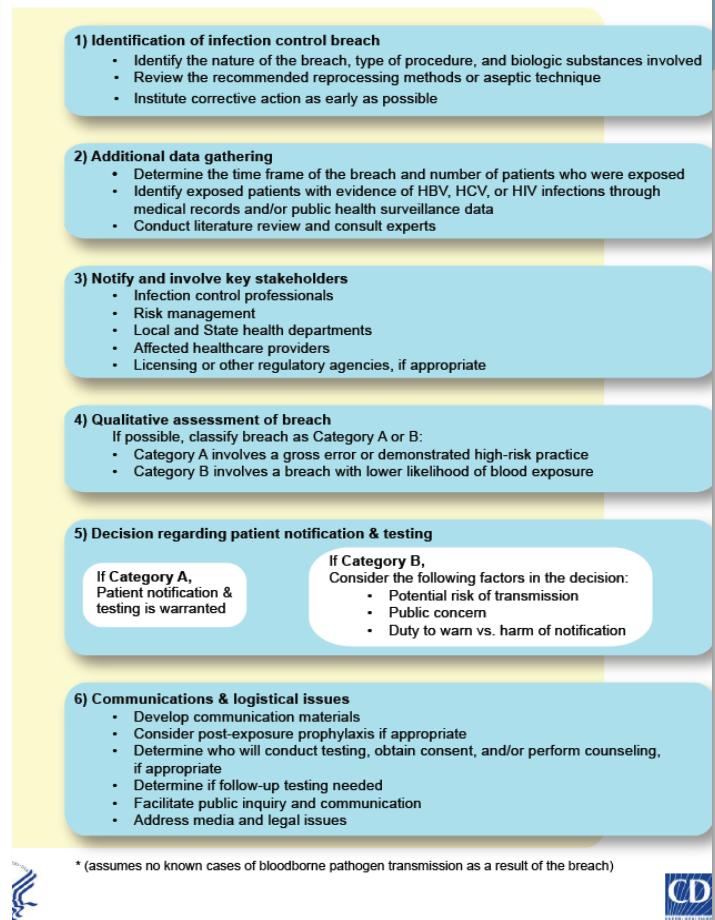 1) Identification of infection control breach
• Identify the nature of the breach, type of procedure, and biologic substances involved
• Review the recommended reprocessing methods or aseptic technique
• Institute corrective action as early as possible
2) Additional data gathering
• Determine the time frame of the breach and number of patients who were exposed
• Identify exposed patients with evidence of HBV, HCV, or HIV infections through
medical records and/or public health surveillance data
• Conduct literature review and consult experts
3) Notify and involve key stakeholders
• Infection control professionals
• Risk management
• Local and State health departments
• Affected healthcare providers
• Licensing or other regulatory agencies, if appropriate
4) Qualitative assessment of breach
If possible, classify breach as Category A or B:
• Category A involves a gross error or demonstrated high-risk practice
• Category B involves a breach with lower likelihood of blood exposure
5) Decision regarding patient notification & testing
If Category A,
Patient notification &
testing is warranted
If Category B,
Consider the following factors in the decision:
• Potential risk of transmission
• Public concern
• Duty to warn vs. harm of notification
6) Communications & logistical issues
• Develop communication materials
• Consider post-exposure prophylaxis if appropriate
• Determine who will conduct testing, obtain consent, and/or perform counseling,
if appropriate
• Determine if follow-up testing needed
• Facilitate public inquiry and communication
• Address media and legal issues
* (assumes no known cases of bloodborne pathogen transmission as a result of the breach)
CD